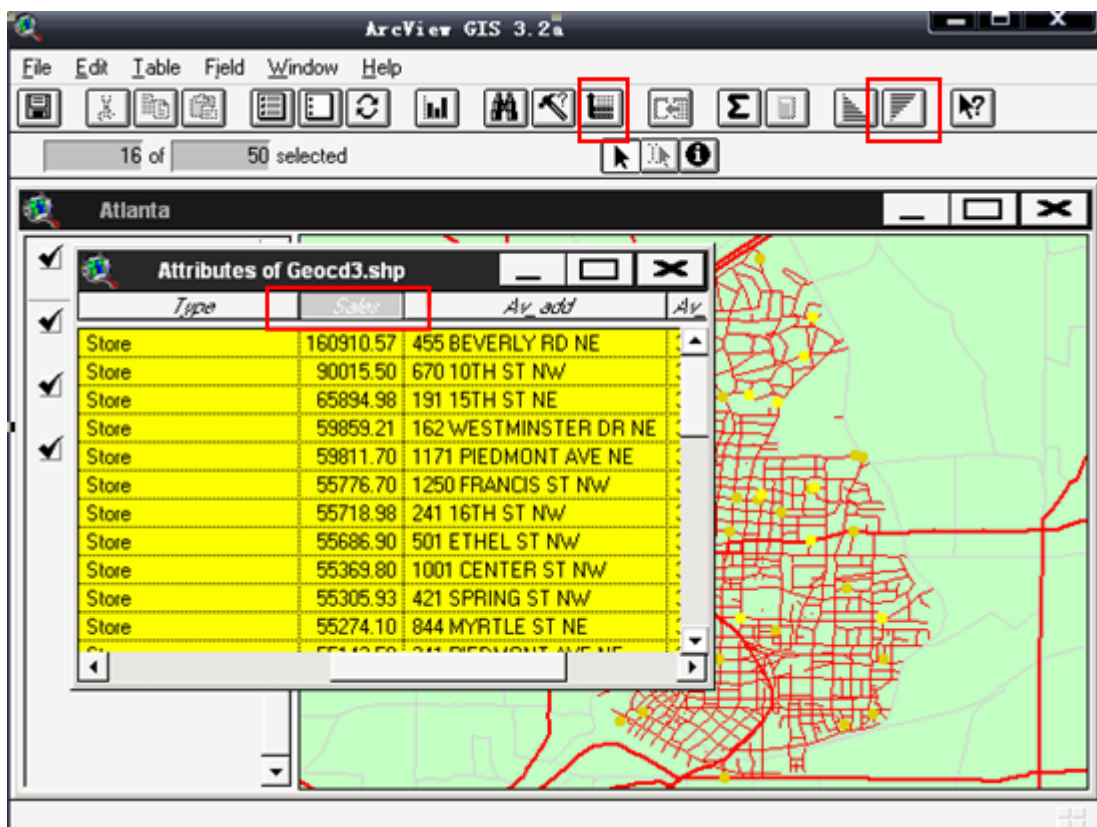 ArcView GIS 3.2a
File Edit Table Field Window Help
16 of 50 selected
Atlanta
Attributes of Geocd3.shp
Type Sales Av_add Av_
Store 160910.57 455 BEVERLY RD NE
Store 90015.50 670 10TH ST NW
Store 65894.98 191 15TH ST NE
Store 59859.21 162 WESTMINSTER DR NE
Store 59811.70 1171 PIEDMONT AVE NE
Store 55776.70 1250 FRANCIS ST NW
Store 55718.98 241 16TH ST NW
Store 55686.90 501 ETHEL ST NW
Store 55369.80 1001 CENTER ST NW
Store 55305.93 421 SPRING ST NW
Store 55274.10 844 MYRTLE ST NE